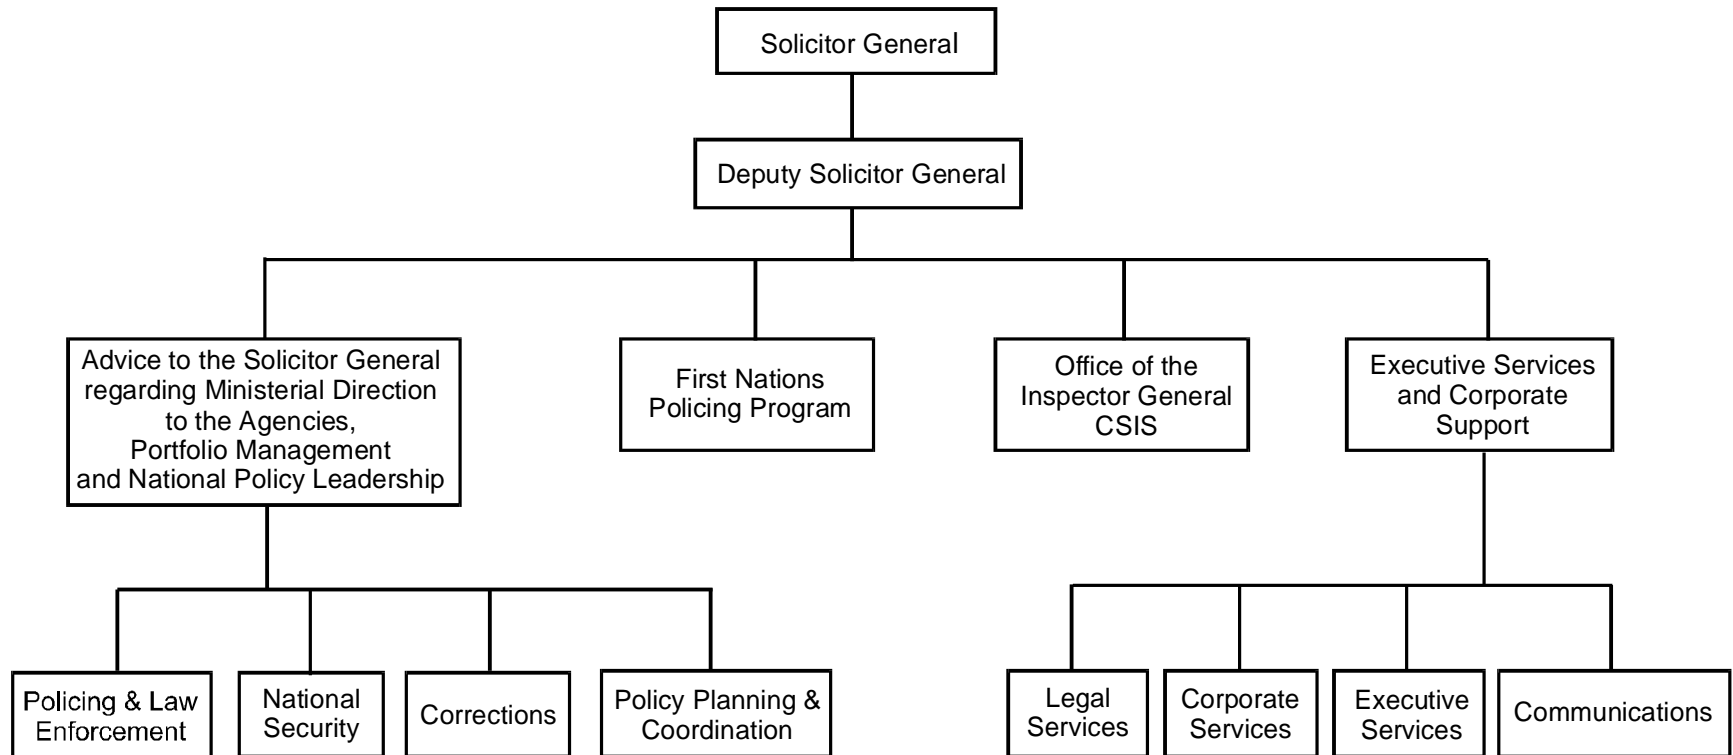 Solicitor General
Deputy Solicitor General
Advice to the Solicitor General
regarding Ministerial Direction
to the Agencies,
Portfolio Management
and National Policy Leadership
First Nations
Policing Program
Office of the
Inspector General
CSIS
Executive Services
and Corporate
Support
Policing & Law
Enforcement
National
Security
Corrections
Policy Planning &
Coordination
Legal
Services
Corporate
Services
Executive
Services
Communications